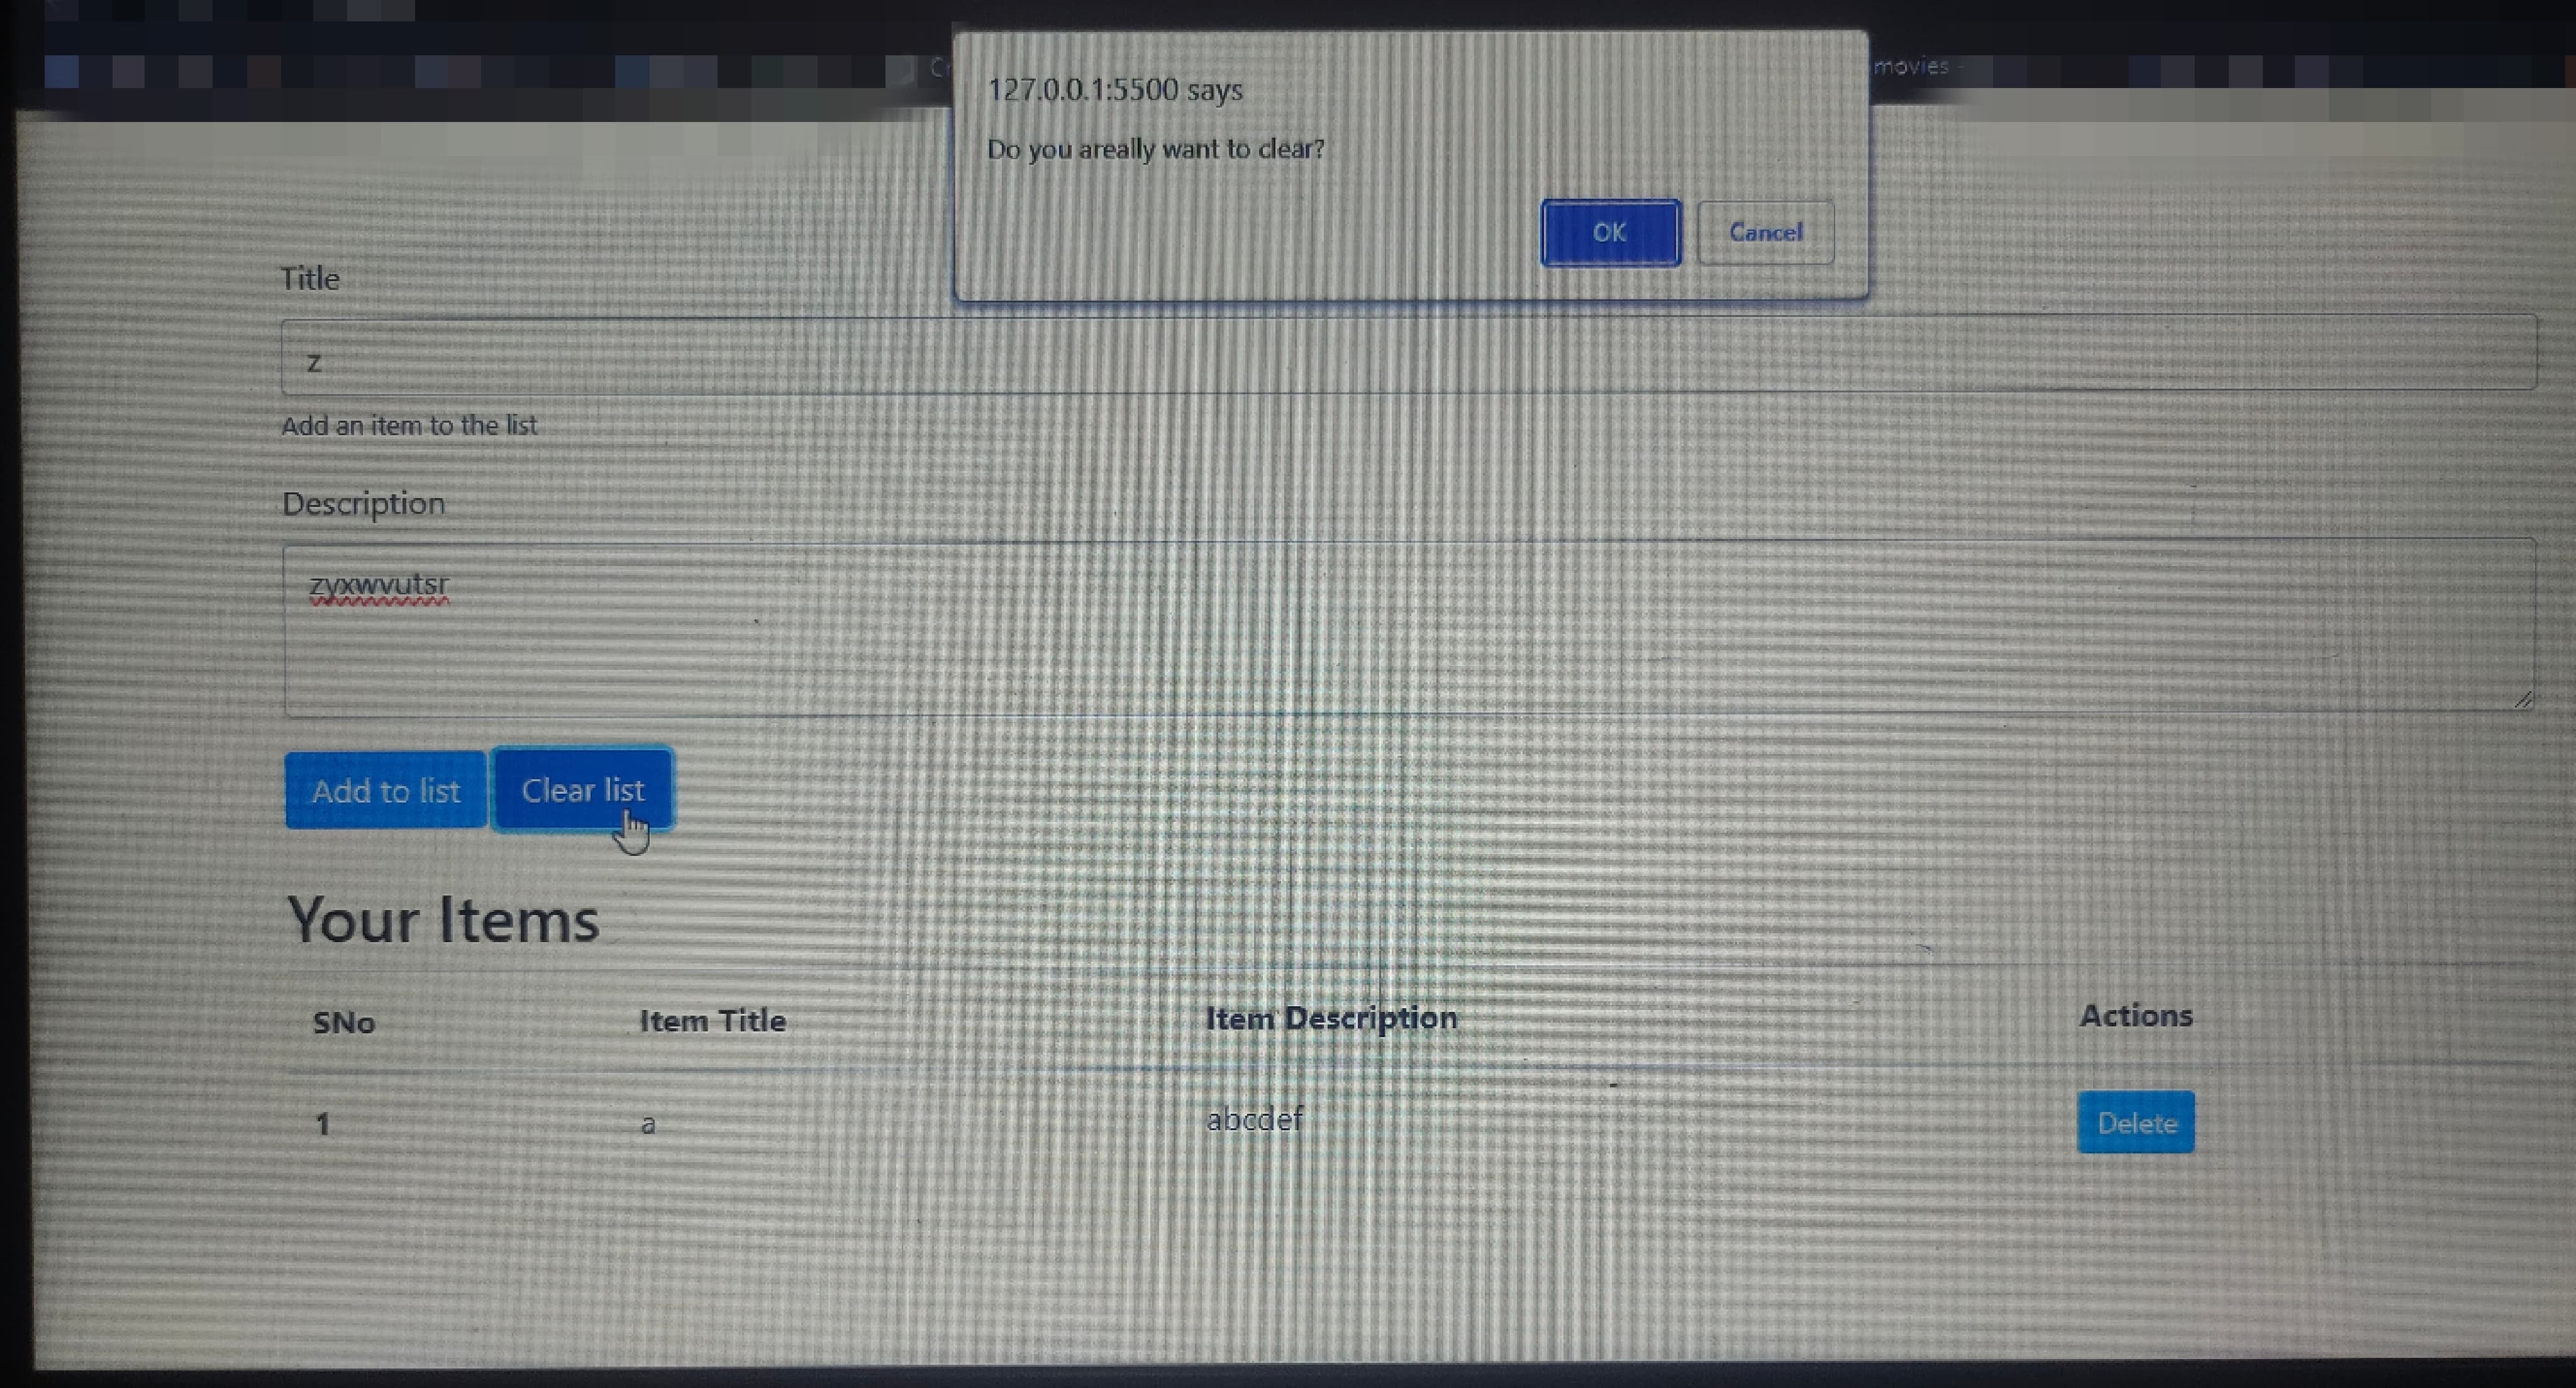 movies -
127.0.0.1:5500 says
Do you areally want to clear?
OK Cancel
Title
z
Add an item to the list
Description
zyxwvutsr
Add to list Clear list
Your Items
SNo Item Title Item Description Actions
1 a abcdef Delete